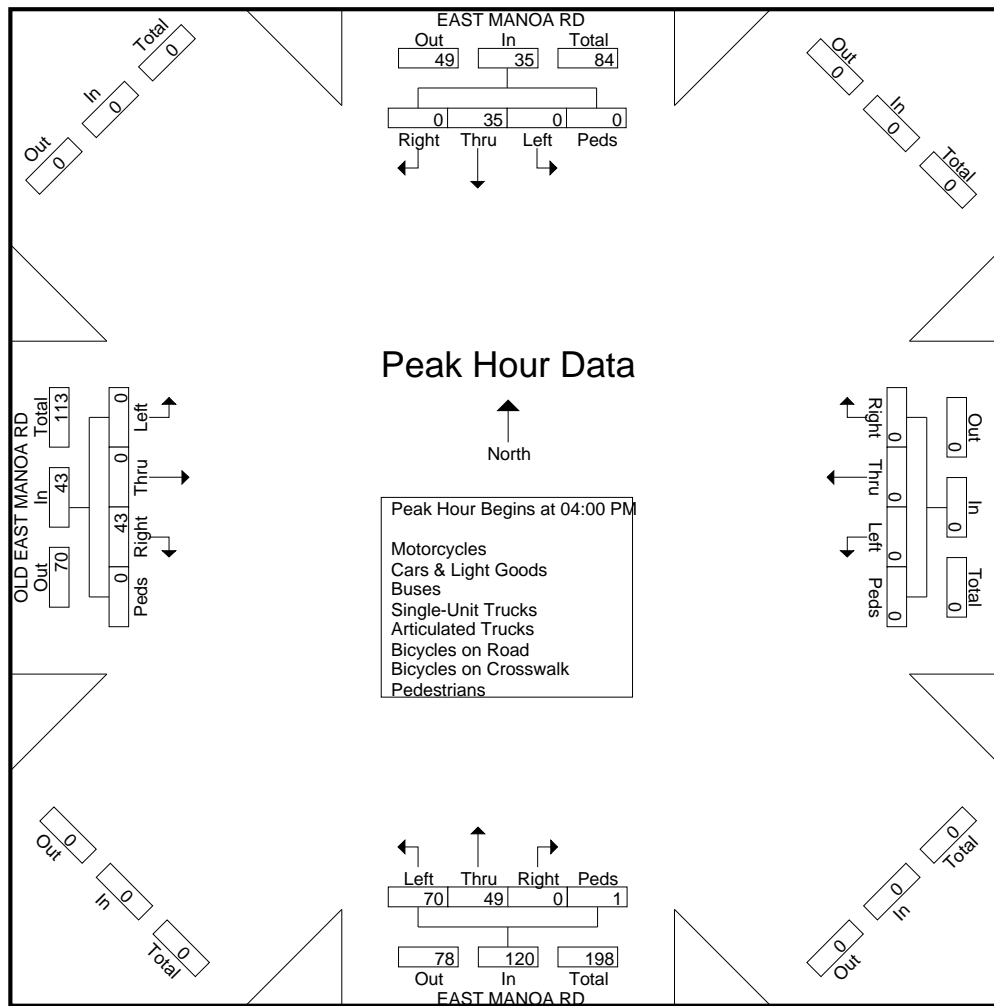 EAST MANOA RD
Out In Total
49 35 84
0 35 0 0
Right Thru Left Peds
Out 0
In 0
Total 0
Out 0
In 0
Total 0
OLD EAST MANOA RD
Out In Total
70 43 113
0 43 0 0
Peds Right Thru Left
Peak Hour Data
North
Peak Hour Begins at 04:00 PM
Motorcycles
Cars & Light Goods
Buses
Single-Unit Trucks
Articulated Trucks
Bicycles on Road
Bicycles on Crosswalk
Pedestrians
Right Thru Left Peds
0 0 0 0
Out In Total
0 0 0
Out 0
In 0
Total 0
Left Thru Right Peds
70 49 0 1
78 120 198
Out In Total
EAST MANOA RD
Out 0
In 0
Total 0